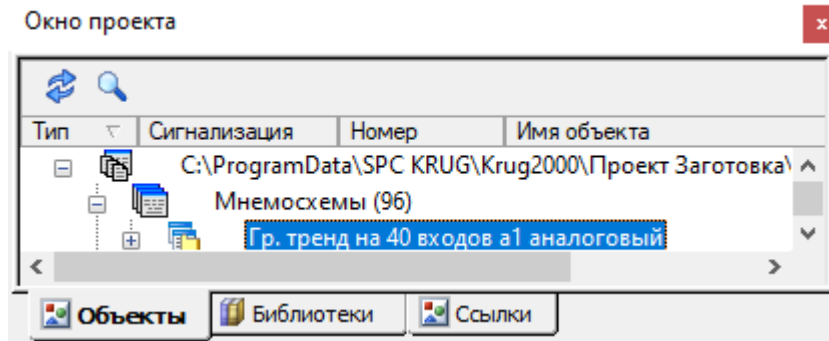 Окно проекта
Тип Сигнализация Номер Имя объекта
C:\ProgramData\SPC KRUG\Krug2000\Проект Заготовка\
Мнемосхемы (96)
Гр. тренд на 40 входов а1 аналоговый
Объекты Библиотеки Ссылки